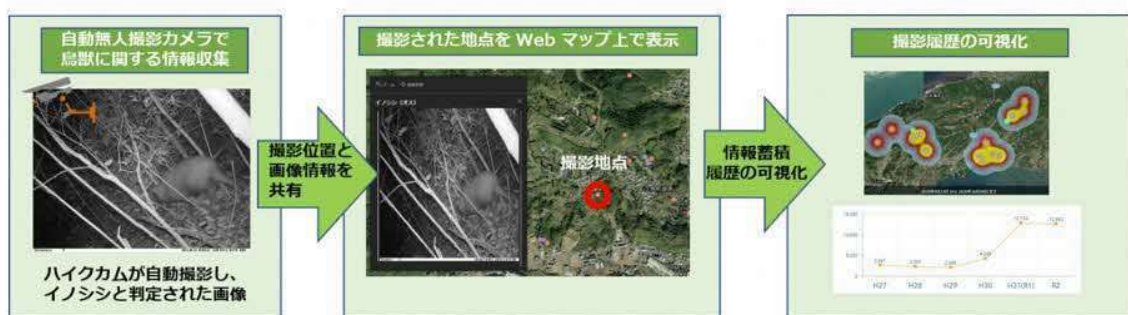 自動無人撮影カメラで
鳥獣に関する情報収集
ハイクカムが自動撮影し、
イノシシと判定された画像
撮影位置と
画像情報を
共有
撮影された地点を Web マップ上で表示
イノシシ (オス)
撮影地点
情報蓄積
履歴の可視化
撮影履歴の可視化
H27
H28
H29
H30
H31(R1)
R2